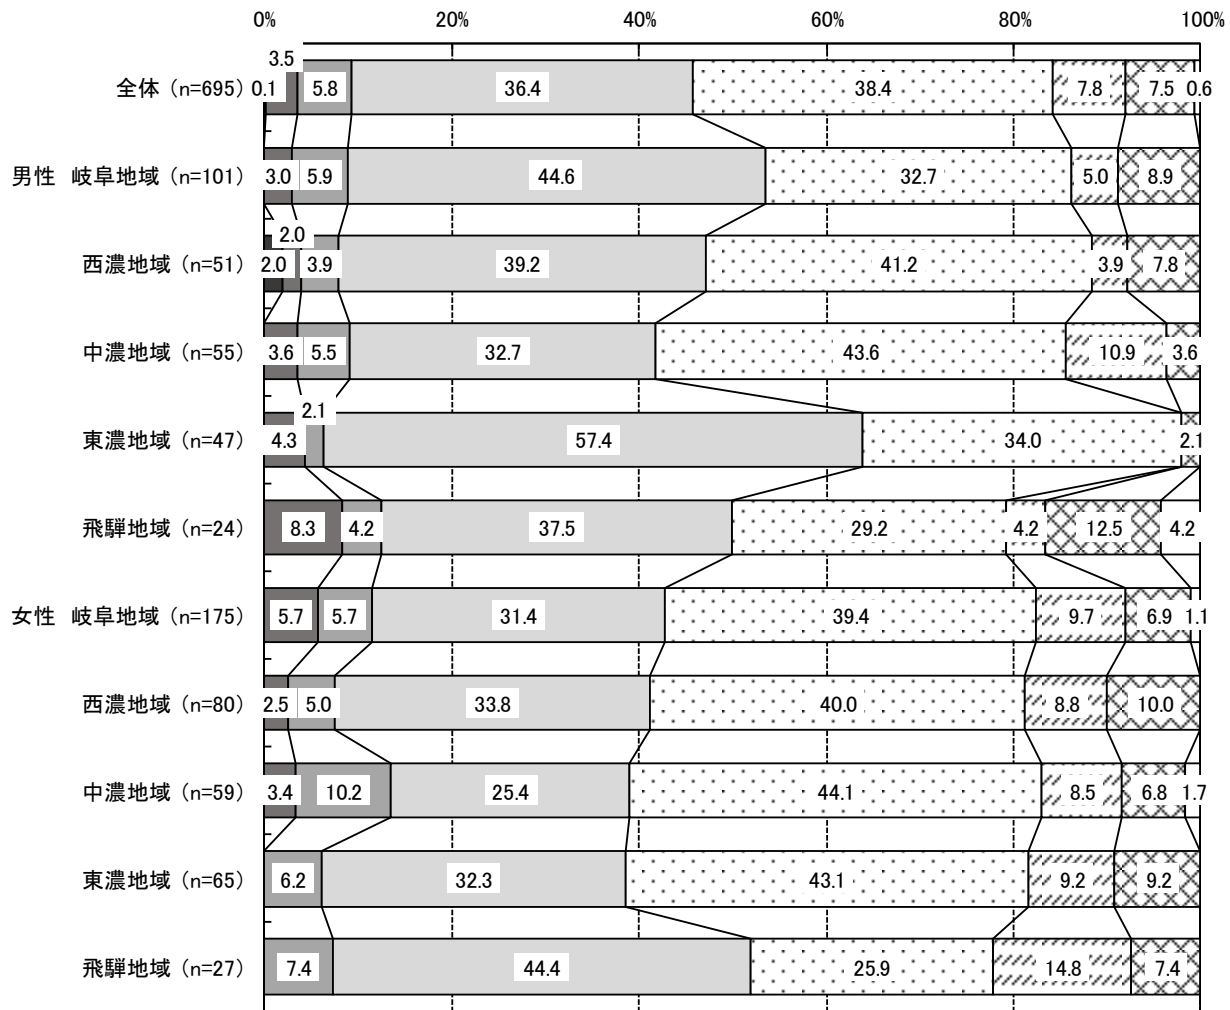 0% 20% 40% 60% 80% 100%
3.5
全体 (n=695) 0.1 5.8 36.4 38.4 7.8 7.5 0.6
男性 岐阜地域 (n=101) 3.0 5.9 44.6 32.7 5.0 8.9
2.0
西濃地域 (n=51) 2.0 3.9 39.2 41.2 3.9 7.8
中濃地域 (n=55) 3.6 5.5 32.7 43.6 10.9 3.6
2.1
東濃地域 (n=47) 4.3 57.4 34.0 2.1
飛騨地域 (n=24) 8.3 4.2 37.5 29.2 4.2 12.5 4.2
女性 岐阜地域 (n=175) 5.7 5.7 31.4 39.4 9.7 6.9 1.1
西濃地域 (n=80) 2.5 5.0 33.8 40.0 8.8 10.0
中濃地域 (n=59) 3.4 10.2 25.4 44.1 8.5 6.8 1.7
東濃地域 (n=65) 6.2 32.3 43.1 9.2 9.2
飛騨地域 (n=27) 7.4 44.4 25.9 14.8 7.4